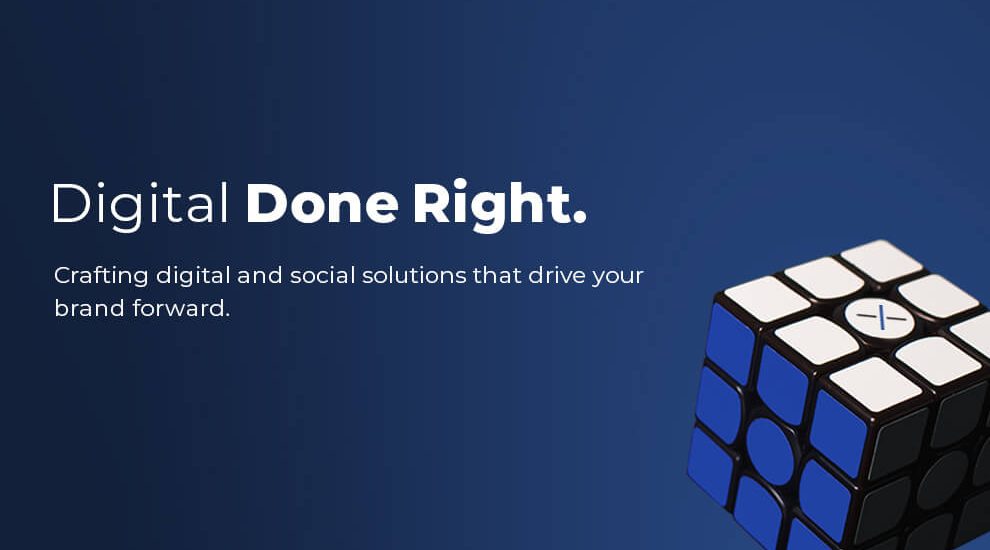 Digital Done Right.
Crafting digital and social solutions that drive your
brand forward.